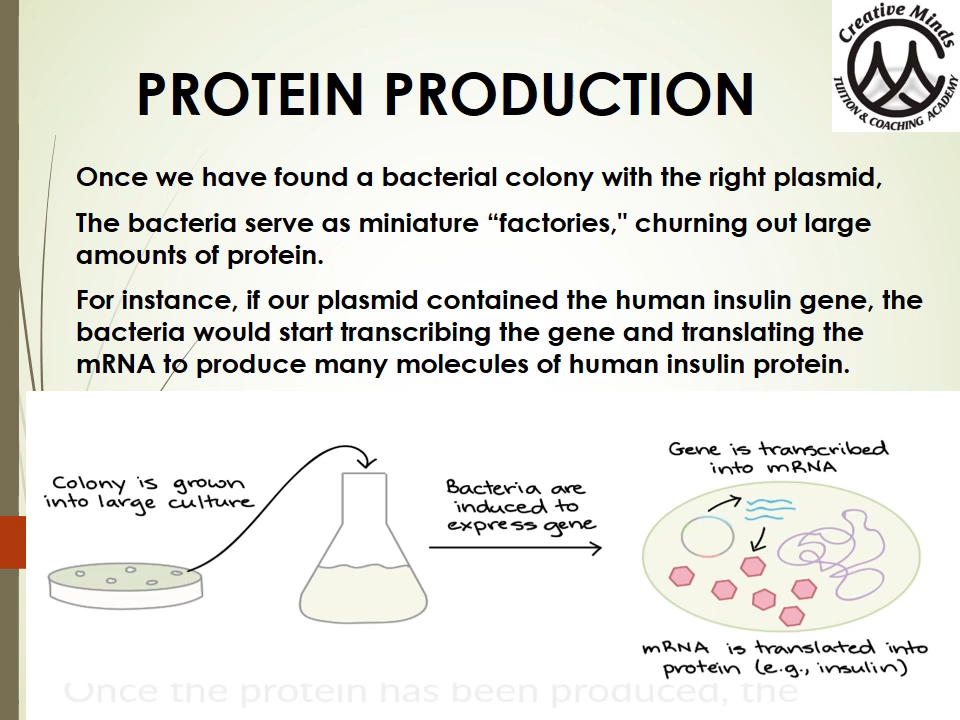 Creative Minds
TUITION & COACHING ACADEMY
PROTEIN PRODUCTION
Once we have found a bacterial colony with the right plasmid,
The bacteria serve as miniature “factories," churning out large
amounts of protein.
For instance, if our plasmid contained the human insulin gene, the
bacteria would start transcribing the gene and translating the
mRNA to produce many molecules of human insulin protein.
Colony is grown
into large culture
Bacteria are
induced to
express gene
Gene is transcribed
into mRNA
mRNA is translated into
protein (e.g., insulin)
Once the protein has been produced, the